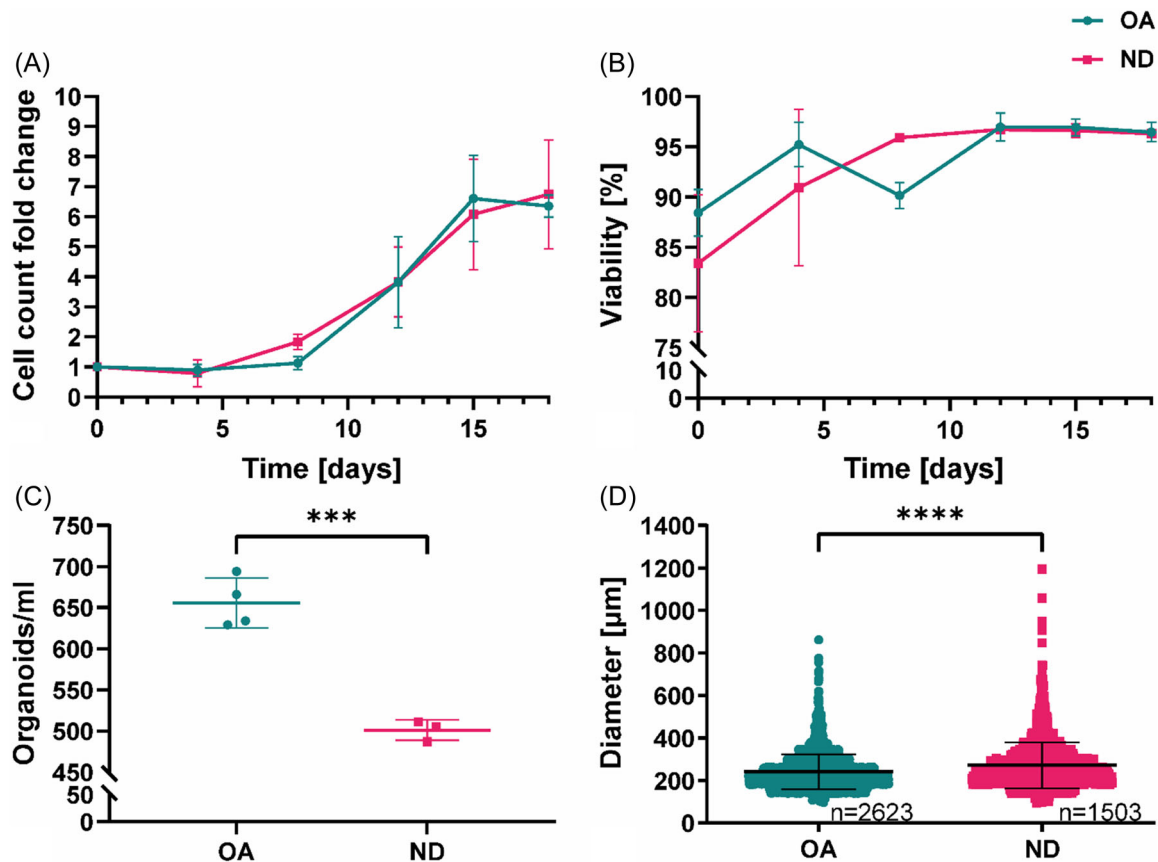 OA
ND
(A)
(B)
Cell count fold change
10
9
8
7
6
5
4
3
2
1
0
0
5
10
15
Time [days]
Viability [%]
100
95
90
85
80
75
10
0
0
5
10
15
Time [days]
(C)
(D)
Organoids/ml
750
700
650
600
550
500
450
50
0
***
OA
ND
Diameter [µm]
1400
1200
1000
800
600
400
200
0
****
n=2623
n=1503
OA
ND